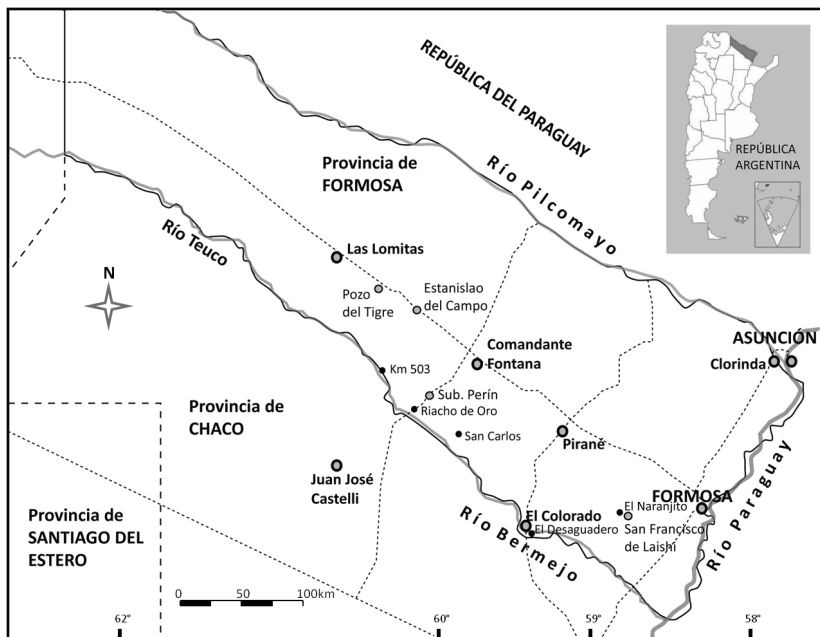 REPÚBLICA DEL PARAGUAY
REPÚBLICA
ARGENTINA
Provincia de
FORMOSA
Río Pilcomayo
Río Teuco
Las Lomitas
N
Pozo
del Tigre
Estanislao
del Campo
ASUNCIÓN
Clorinda
Comandante
Fontana
Km 503
Sub. Perín
Riacho de Oro
Provincia de
CHACO
San Carlos
Pirané
Juan José
Castelli
FORMOSA
El Naranjito
San Francisco
de Laishí
El Colorado
El Desaguadero
Río Bermejo
Río Paraguay
Provincia de
SANTIAGO DEL
ESTERO
0 50 100km
62° 60° 59° 58°